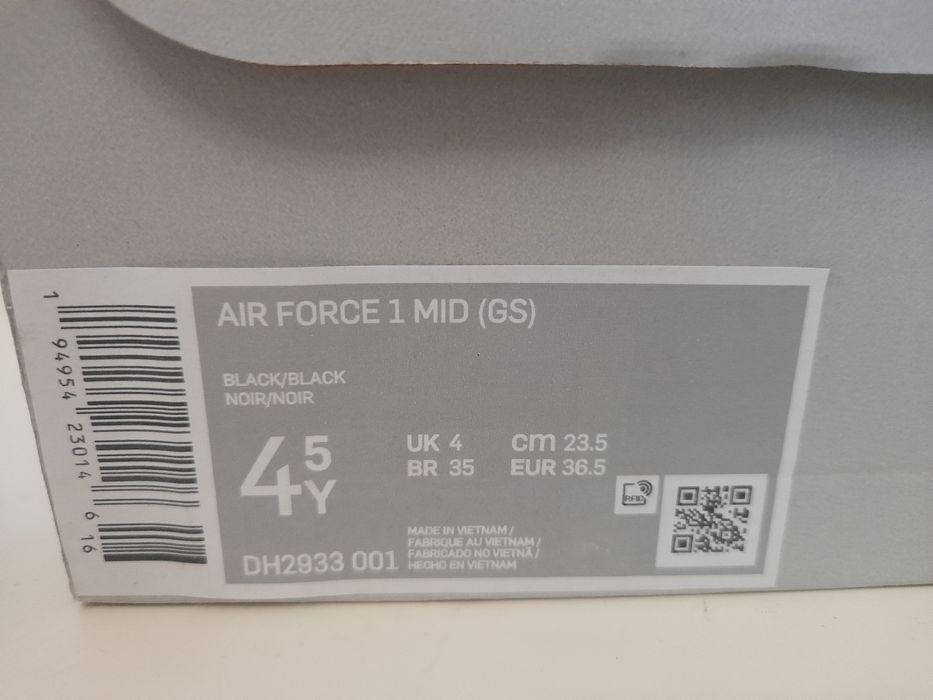 AIR FORCE 1 MID (GS)
BLACK/BLACK
NOIR/NOIR
4 5 Y
UK 4 cm 23.5
BR 35 EUR 36.5
RFID
MADE IN VIETNAM /
FABRIQUE AU VIETNAM /
FABRICADO NO VIETNÃ /
HECHO EN VIETNAM
DH2933 001
1 94954 23014 6 16